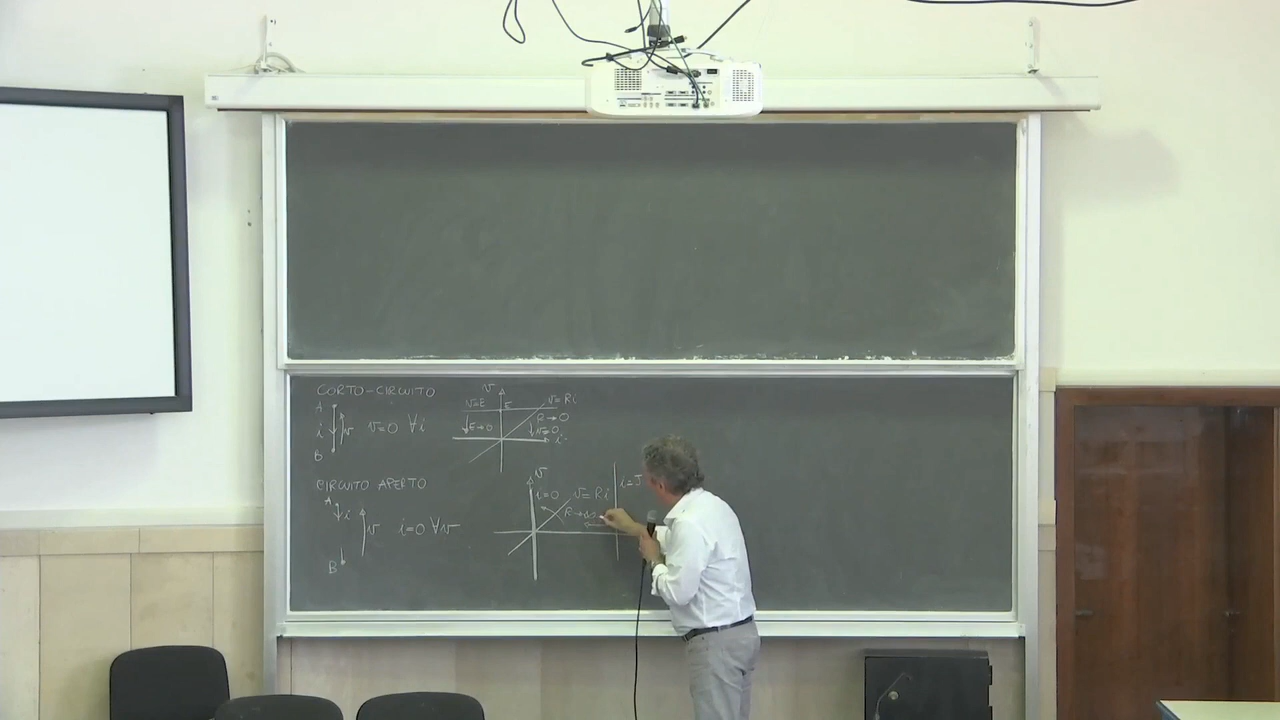 CORTO-CIRCUITO
A
i v v=0 ∀i
B
v
v=E E v=Ri
E→0 R→0
v=0
i
CIRCUITO APERTO
A
i v i=0 ∀v
B
v
i=0 v=Ri i=J
R→∞